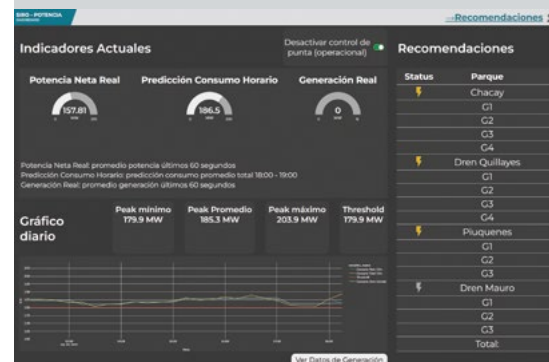 SIRO - POTENCIA
→Recomendaciones
Indicadores Actuales
Desactivar control de
punta (operacional)
Potencia Neta Real
Predicción Consumo Horario
Generación Real
157.81
MW
186.5
MW
0
MW
Potencia Neta Real: promedio potencia últimos 60 segundos
Predicción Consumo Horario: predicción consumo promedio total 18:00 - 19:00
Generación Real: promedio generación últimos 60 segundos
Gráfico
diario
Peak mínimo
179.9 MW
Peak Promedio
185.3 MW
Peak máximo
203.9 MW
Threshold
179.9 MW
Ver Datos de Generación
Recomendaciones
Status Parque
Chacay
G1
G2
G3
G4
Dren Quillayes
G1
G2
G3
G4
Piuquenes
G1
G2
G3
Dren Mauro
G1
G2
G3
Total: